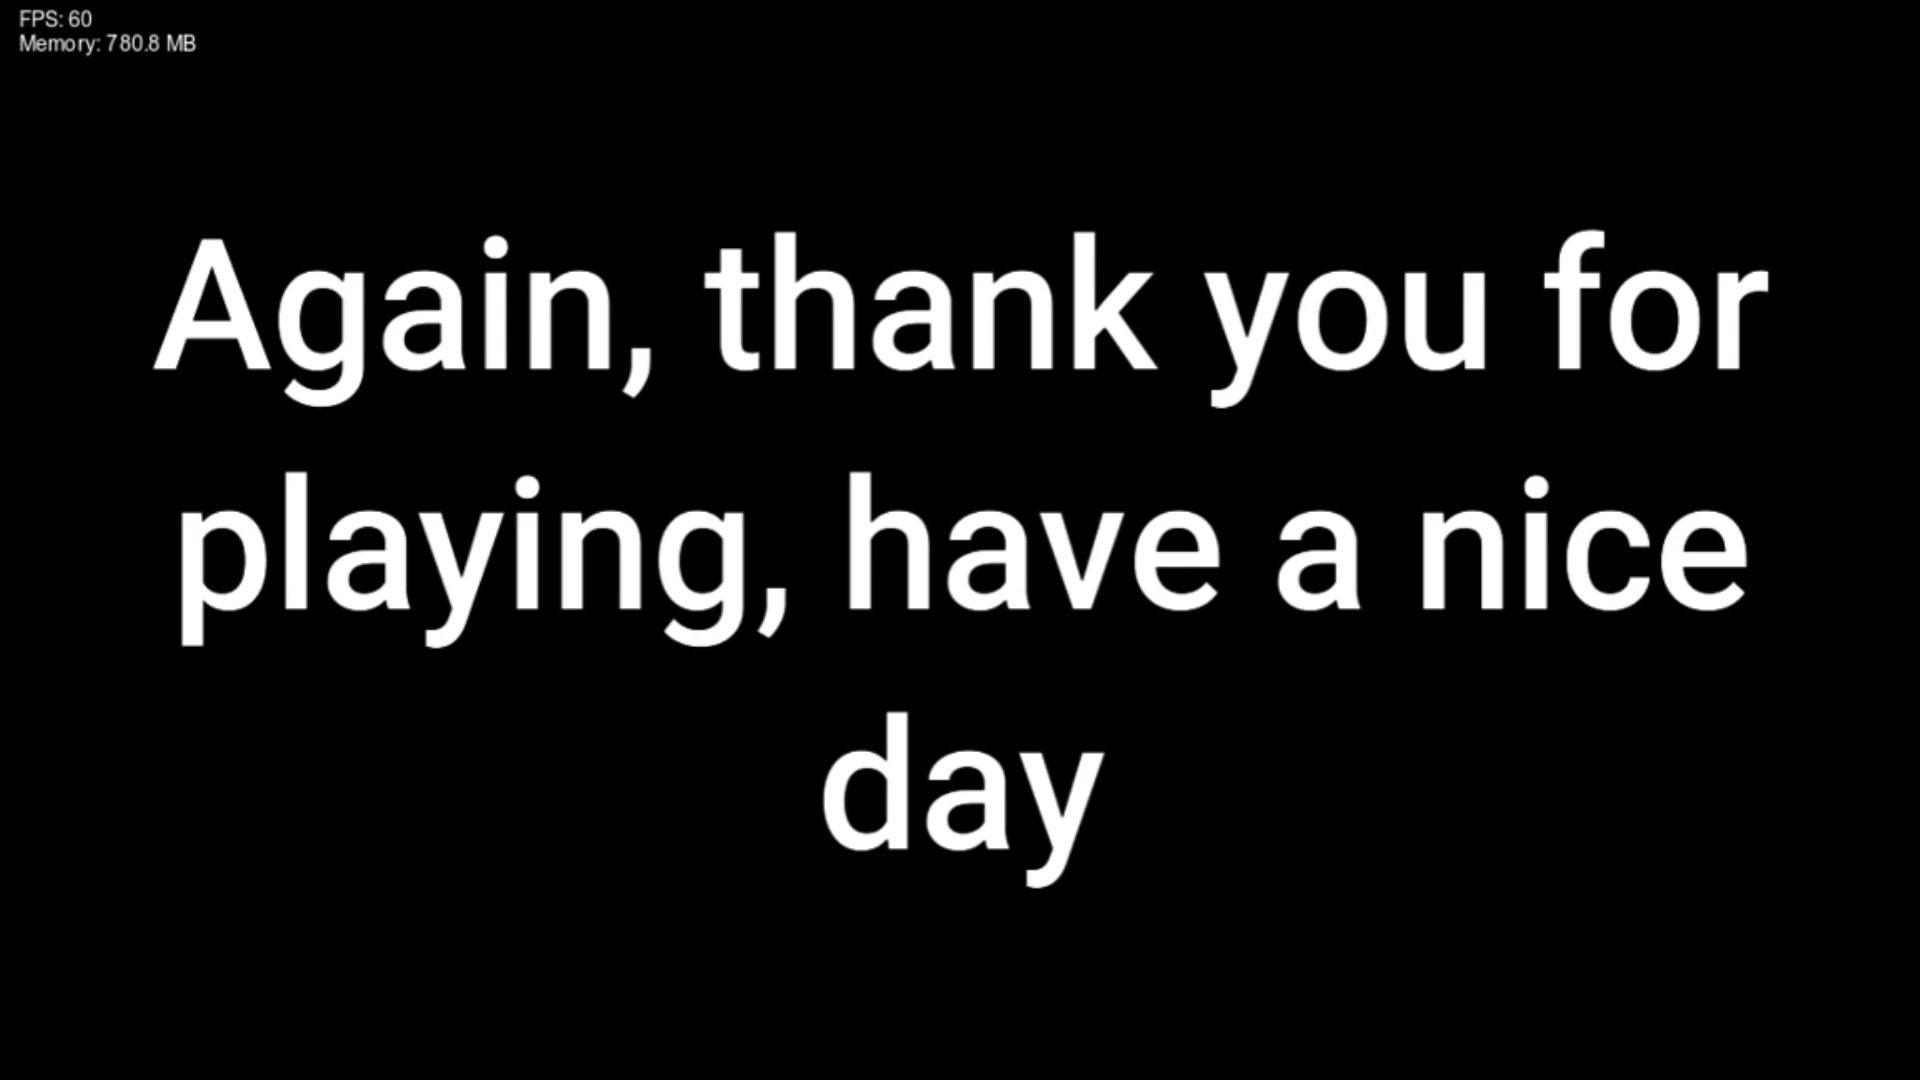 FPS: 60
Memory: 780.8 MB
Again, thank you for
playing, have a nice
day